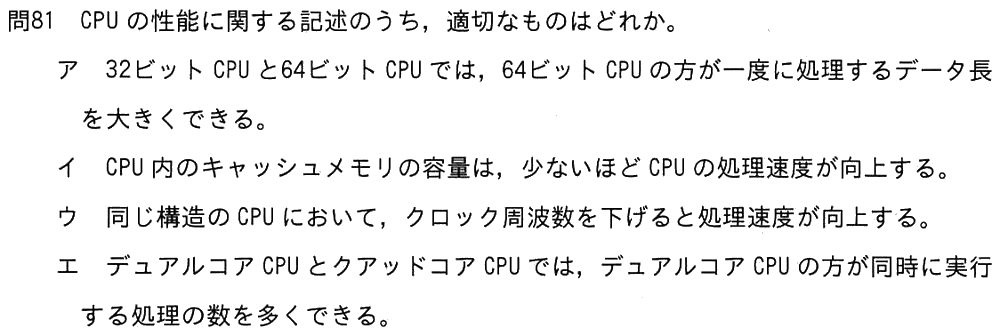 問81 CPU の性能に関する記述のうち，適切なものはどれか。
ア 32ビット CPU と64ビット CPU では，64ビット CPU の方が一度に処理するデータ長
を大きくできる。
イ CPU 内のキャッシュメモリの容量は，少ないほど CPU の処理速度が向上する。
ウ 同じ構造の CPU において，クロック周波数を下げると処理速度が向上する。
エ デュアルコア CPU とクアッドコア CPU では，デュアルコア CPU の方が同時に実行
する処理の数を多くできる。